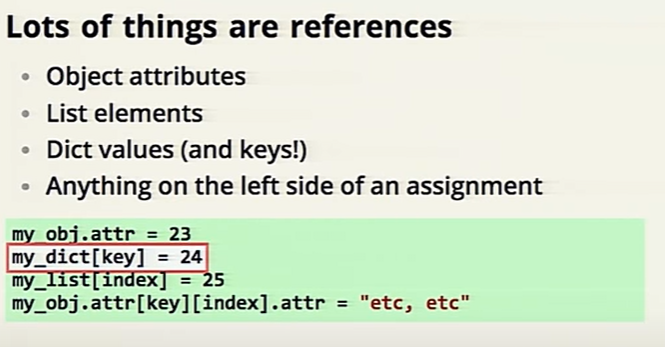 Lots of things are references
• Object attributes
• List elements
• Dict values (and keys!)
• Anything on the left side of an assignment
my_obj.attr = 23
my_dict[key] = 24
my_list[index] = 25
my_obj.attr[key][index].attr = "etc, etc"